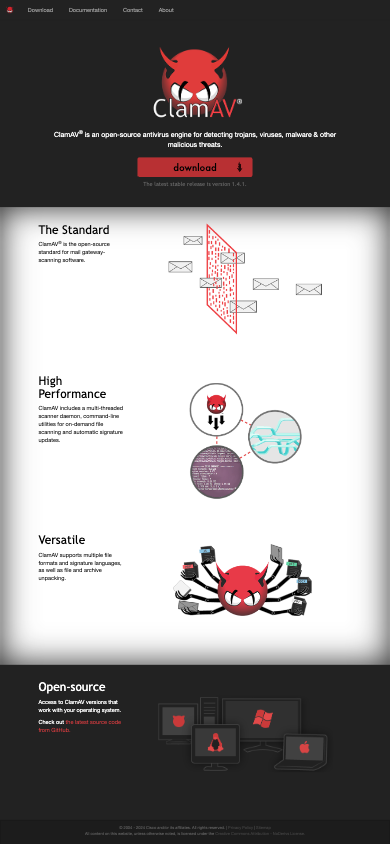 Download Documentation Contact About
ClamAV®
ClamAV® is an open-source antivirus engine for detecting trojans, viruses, malware & other
malicious threats.
download
The latest stable release is version 1.4.1.
The Standard
ClamAV® is the open-source
standard for mail gateway-
scanning software.
High
Performance
ClamAV includes a multi-threaded
scanner daemon, command-line
utilities for on-demand file
scanning and automatic signature
updates.
Versatile
ClamAV supports multiple file
formats and signature languages,
as well as file and archive
unpacking.
Open-source
Access to ClamAV versions that
work with your operating system.
Check out the latest source code
from GitHub.